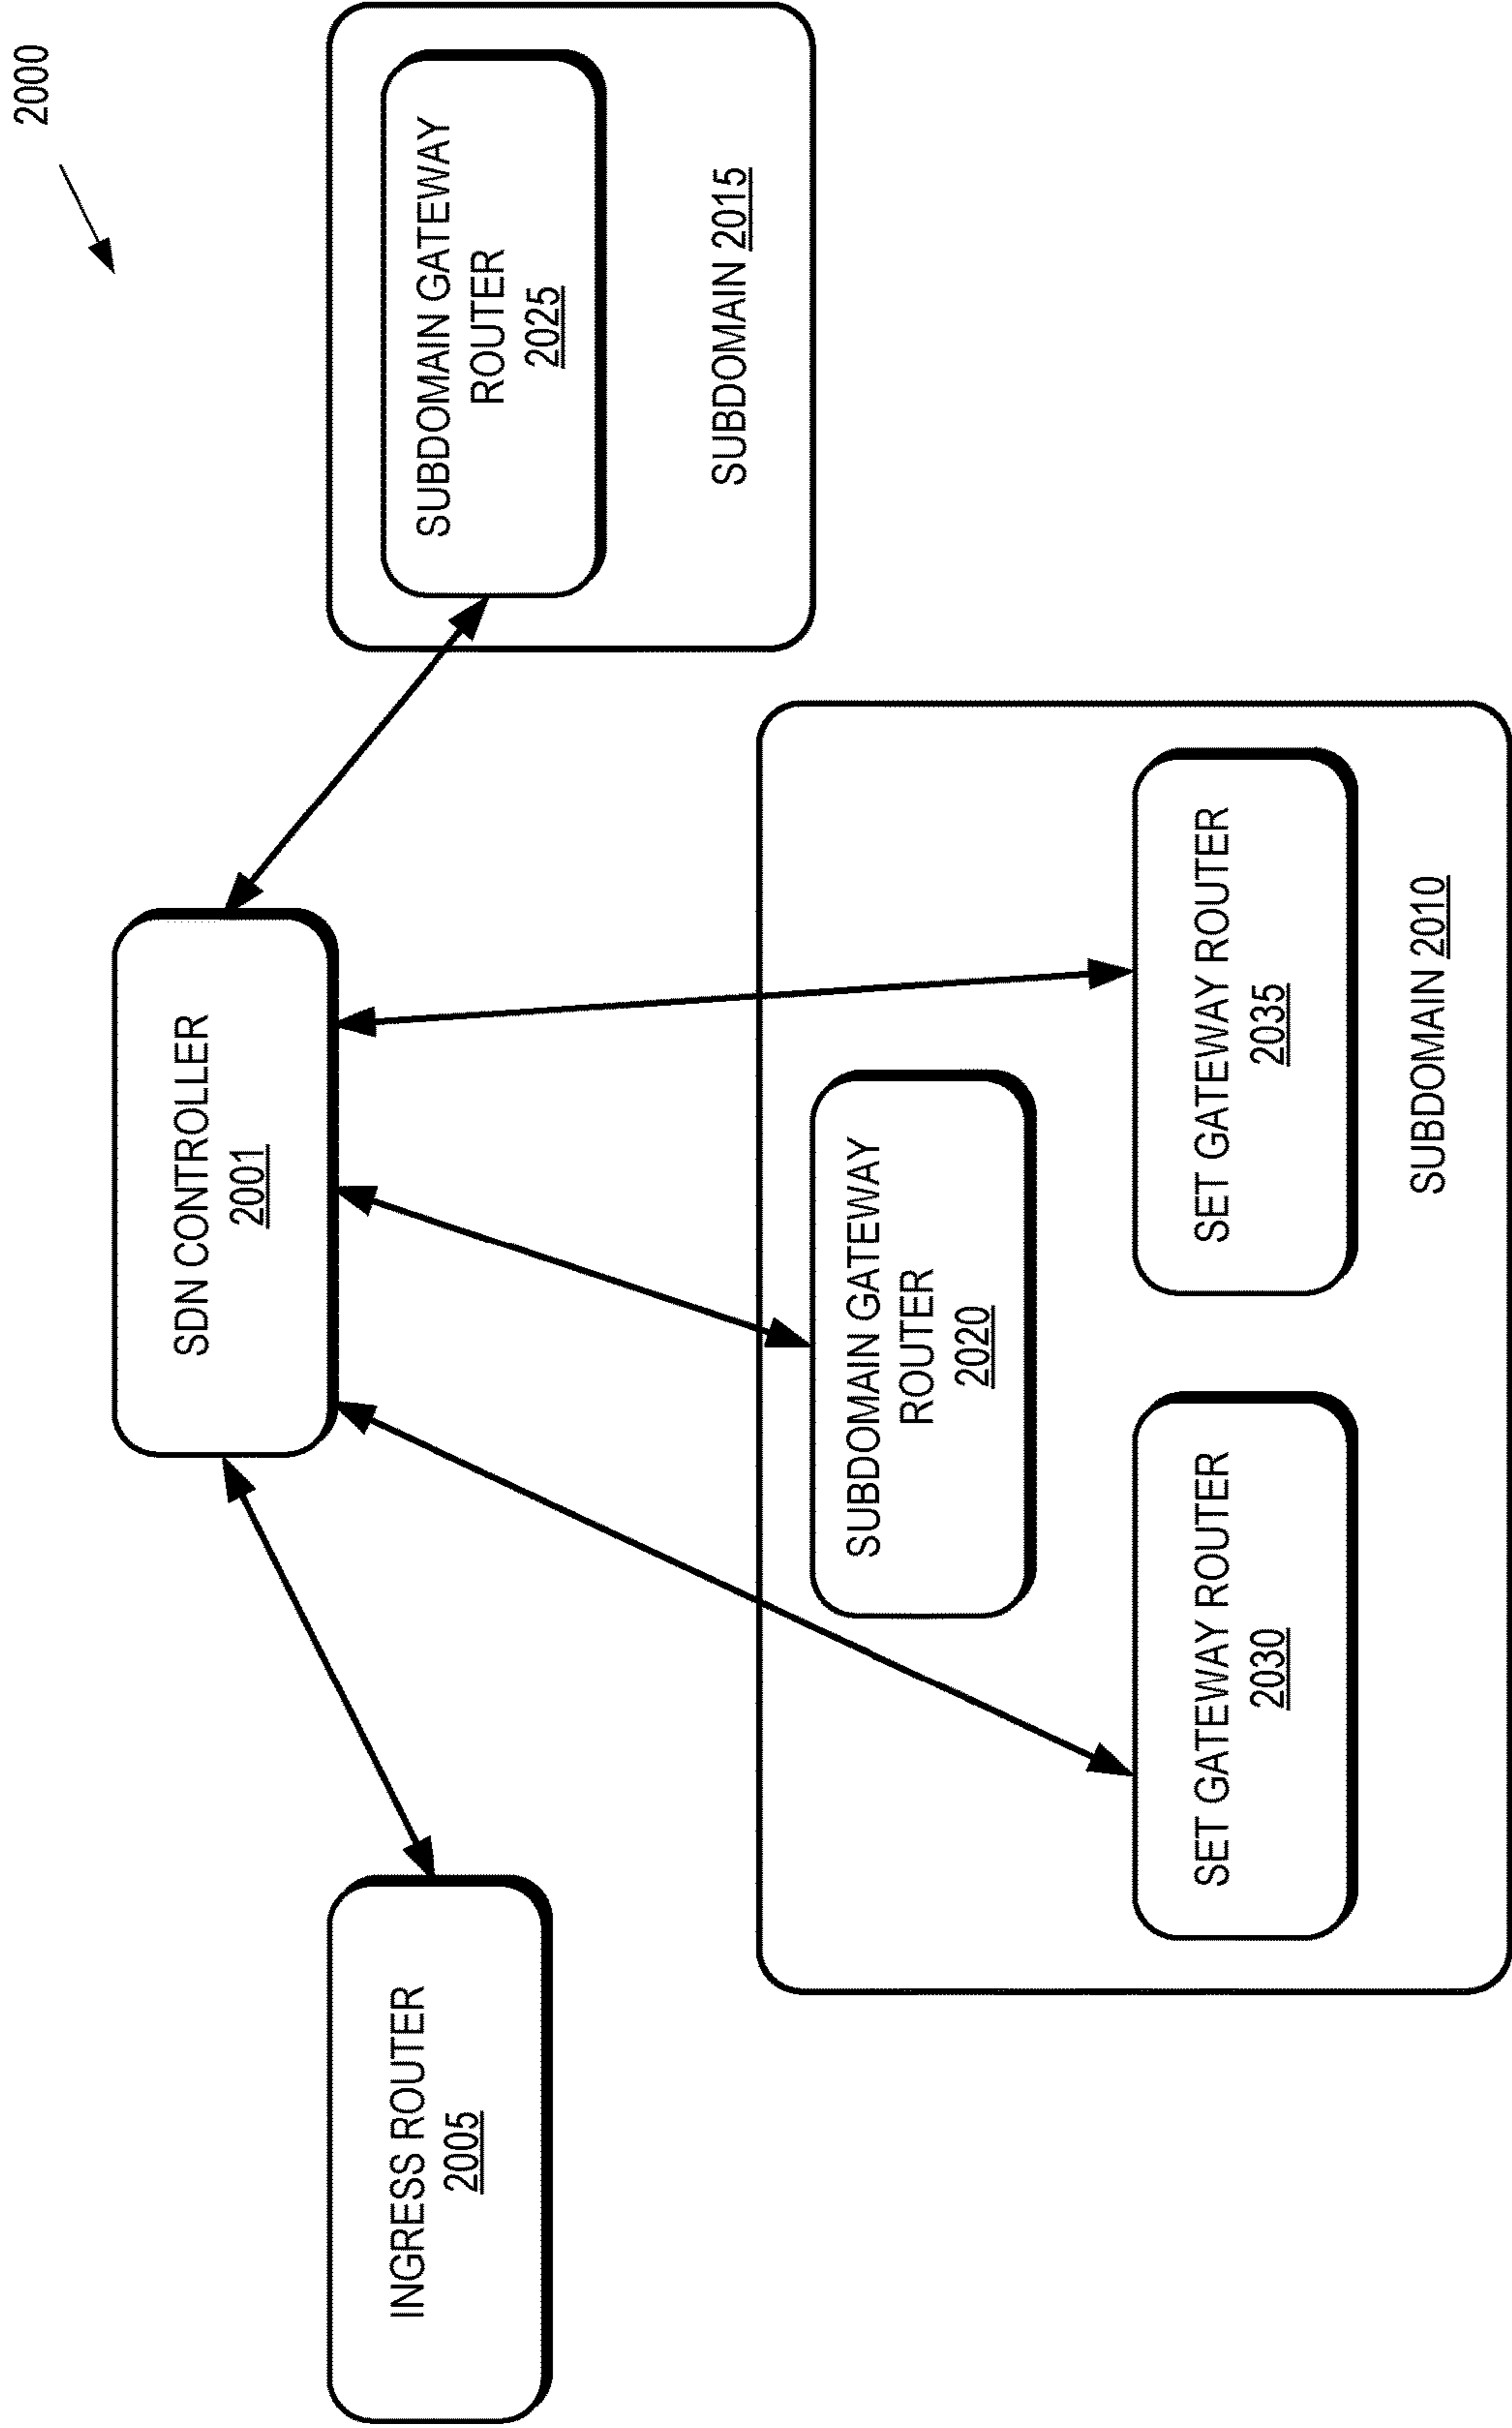 2000
SDN CONTROLLER
2001
INGRESS ROUTER
2005
SUBDOMAIN GATEWAY
ROUTER
2025
SUBDOMAIN 2015
SUBDOMAIN GATEWAY
ROUTER
2020
SET GATEWAY ROUTER
2030
SET GATEWAY ROUTER
2035
SUBDOMAIN 2010